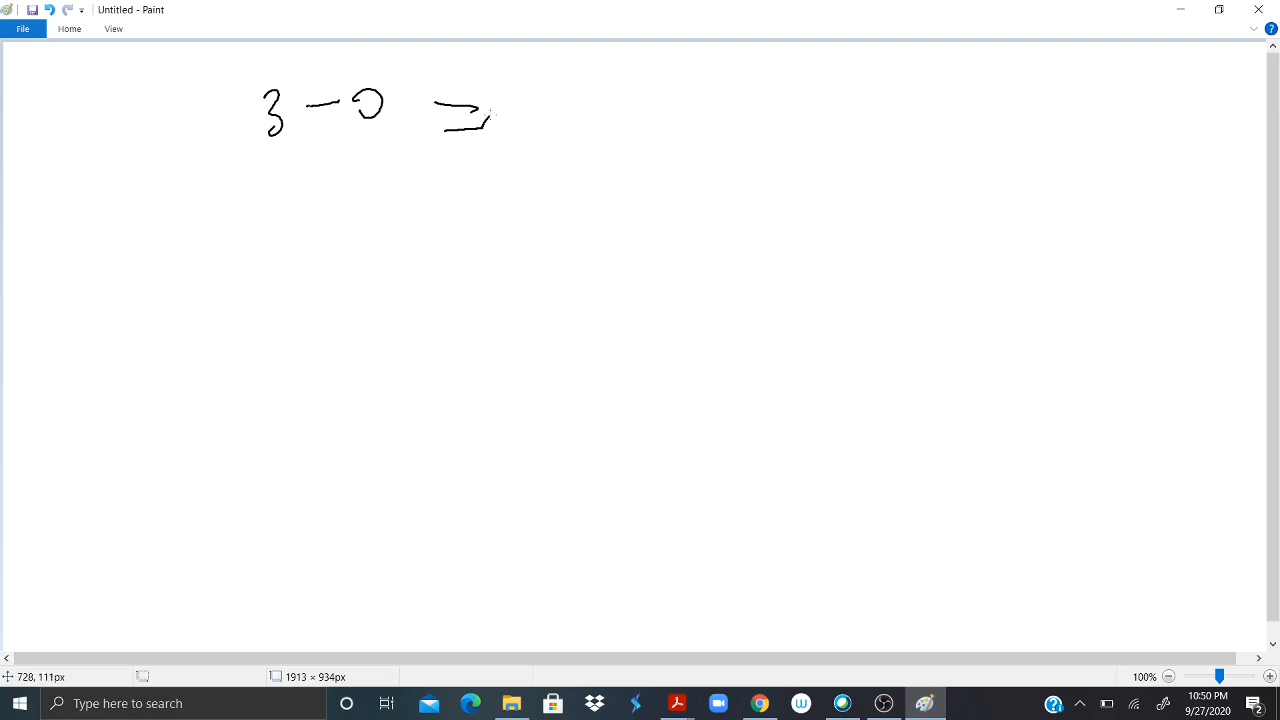 Untitled - Paint
File Home View
3 - 0 =
728, 111px 1913 × 934px 100%
Type here to search 10:50 PM
9/27/2020